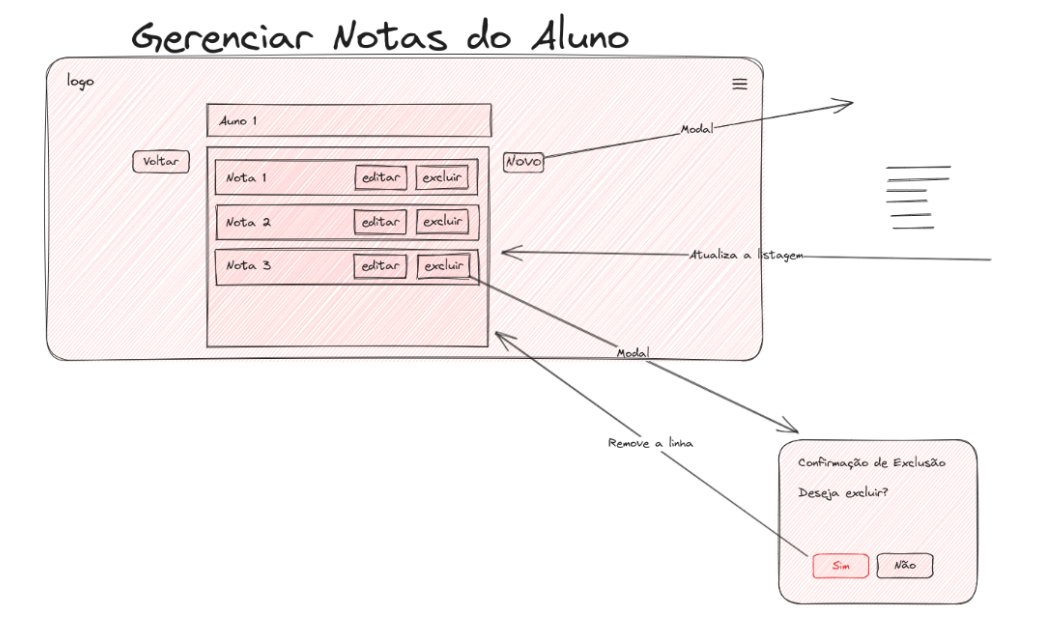 Gerenciar Notas do Aluno
logo
Auno 1
Voltar
Novo
Modal
Nota 1
editar
excluir
Nota 2
editar
excluir
Atualiza a listagem
Nota 3
editar
excluir
Modal
Remove a linha
Confirmação de Exclusão
Deseja excluir?
Sim
Não